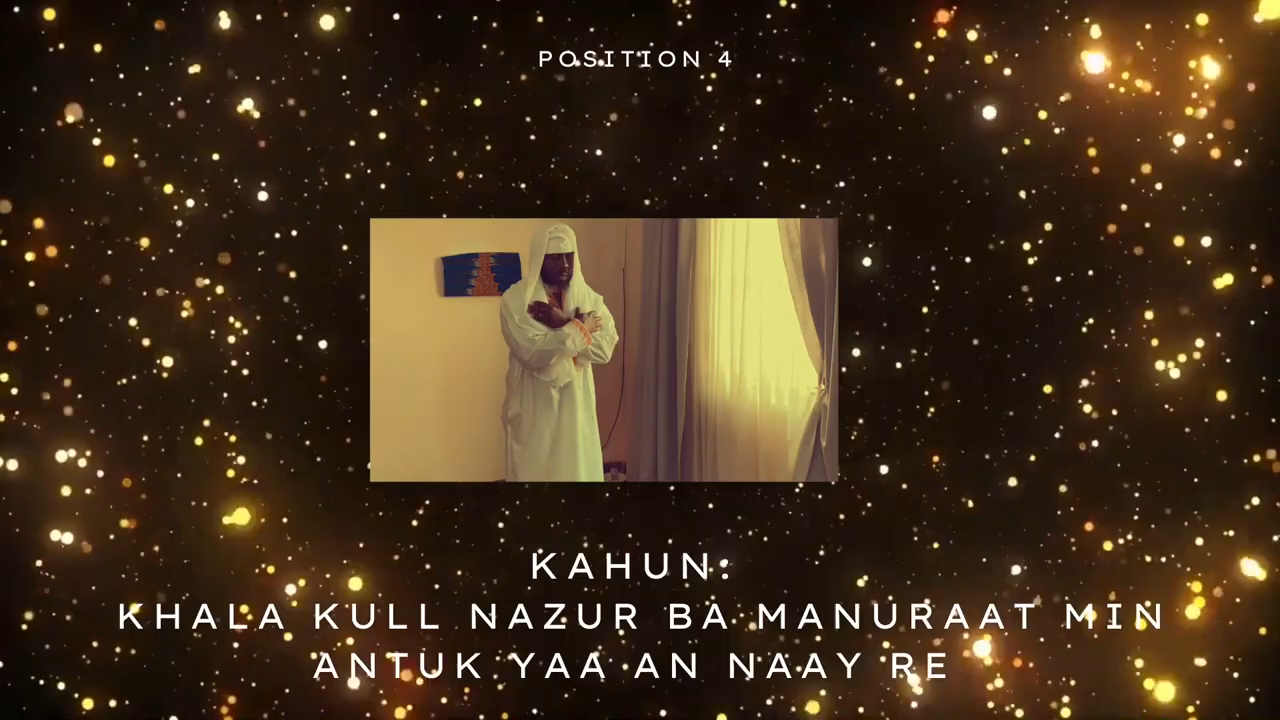 POSITION 4
KAHUN:
KHALA KULL NAZUR BA MANURAAT MIN
ANTUK YAA AN NAAY RE